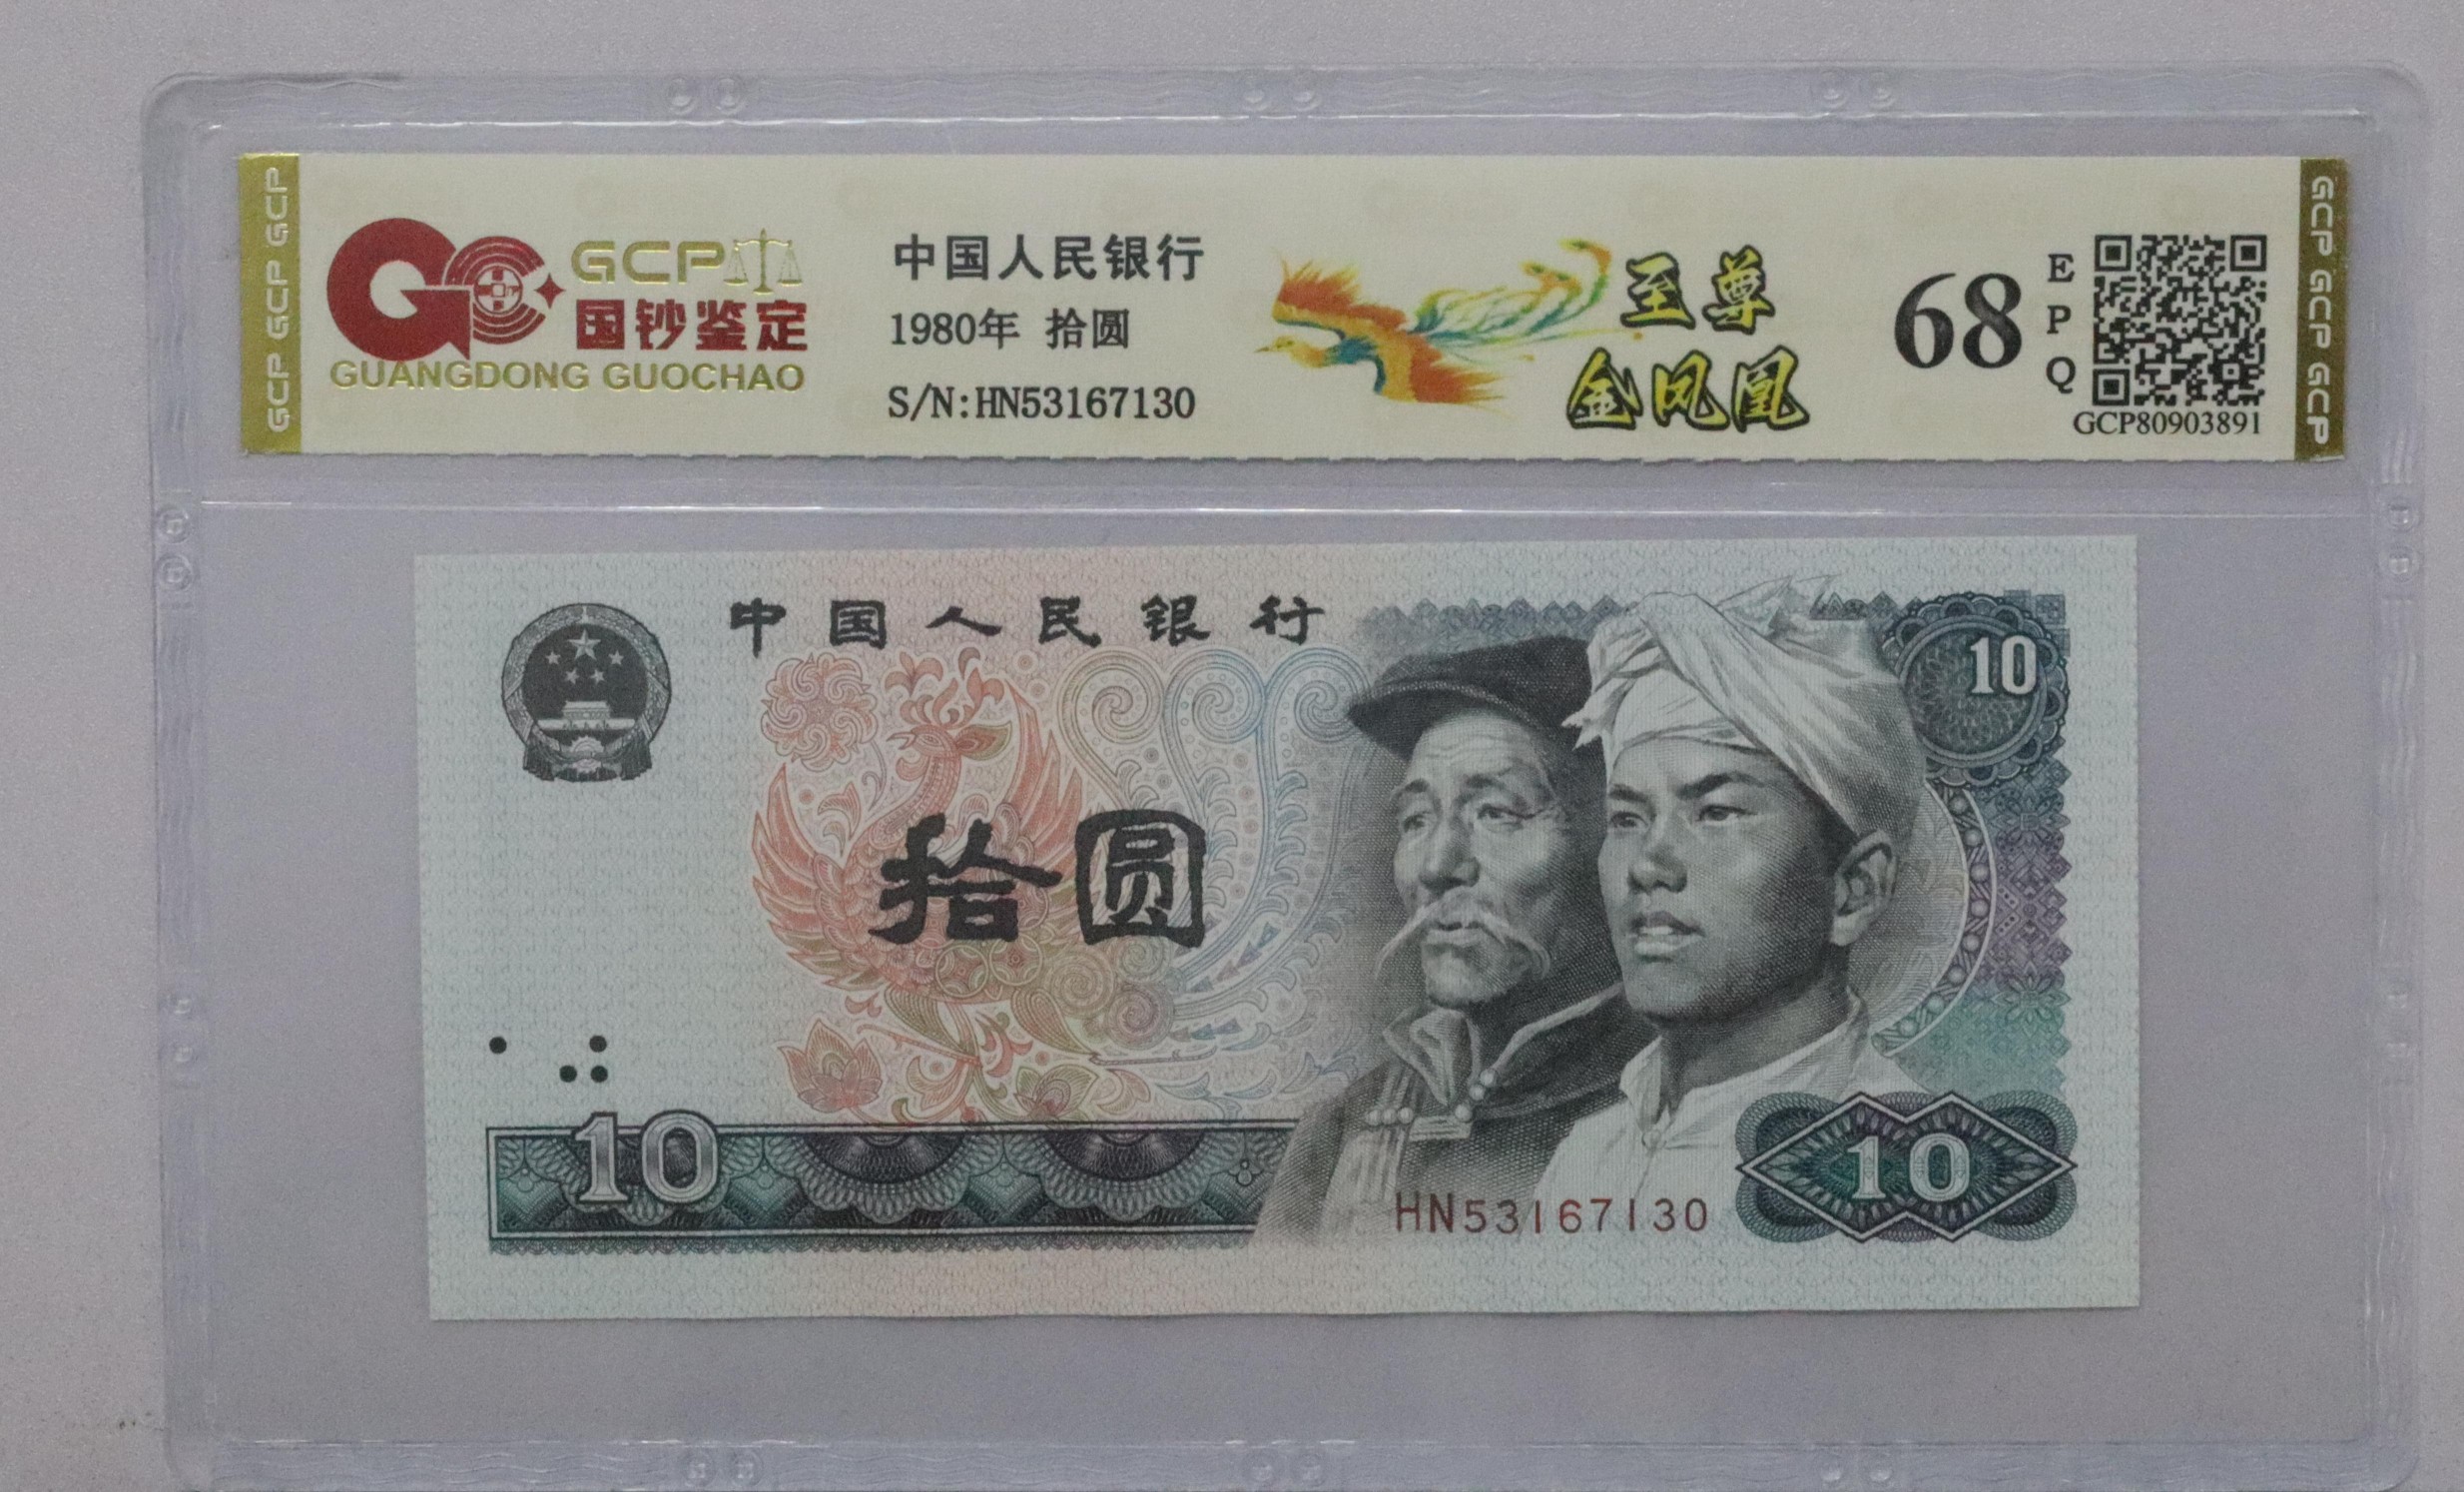 GCP GCP GCP
GCP
国钞鉴定
GUANGDONG GUOCHAO
中国人民银行
1980年 拾圆
S/N:HN53167130
至尊
金凤凰
68
E
P
Q
GCP80903891
GCP GCP GCP GCP
中国人民银行
10
拾圆
10
HN53167130
10